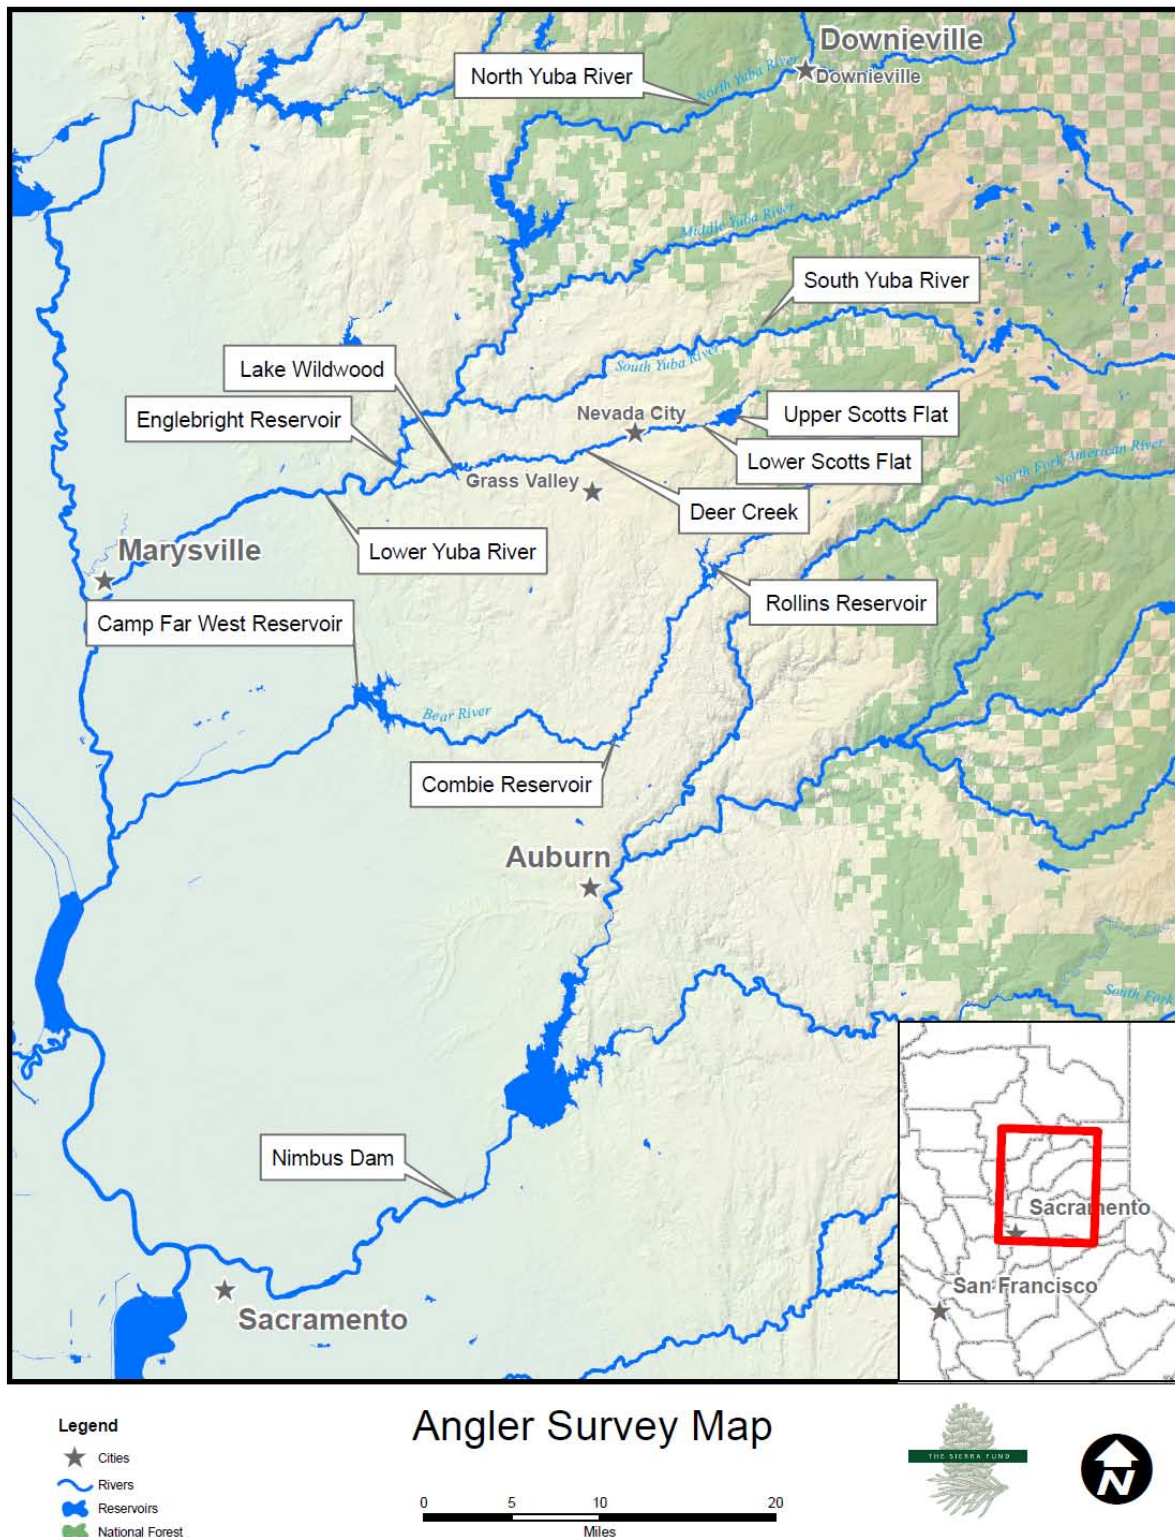 Downieville
North Yuba River
North Yuba River
Downieville
Middle Yuba River
South Yuba River
South Yuba River
Lake Wildwood
Englebright Reservoir
Nevada City
Upper Scotts Flat
Lower Scotts Flat
North Fork American River
Grass Valley
Deer Creek
Marysville
Lower Yuba River
Rollins Reservoir
Camp Far West Reservoir
Bear River
Combie Reservoir
Auburn
South Fork
Nimbus Dam
Sacramento
Sacramento
San Francisco
Angler Survey Map
Legend
Cities
Rivers
Reservoirs
National Forest
0 5 10 20
Miles
THE SIERRA FUND
N